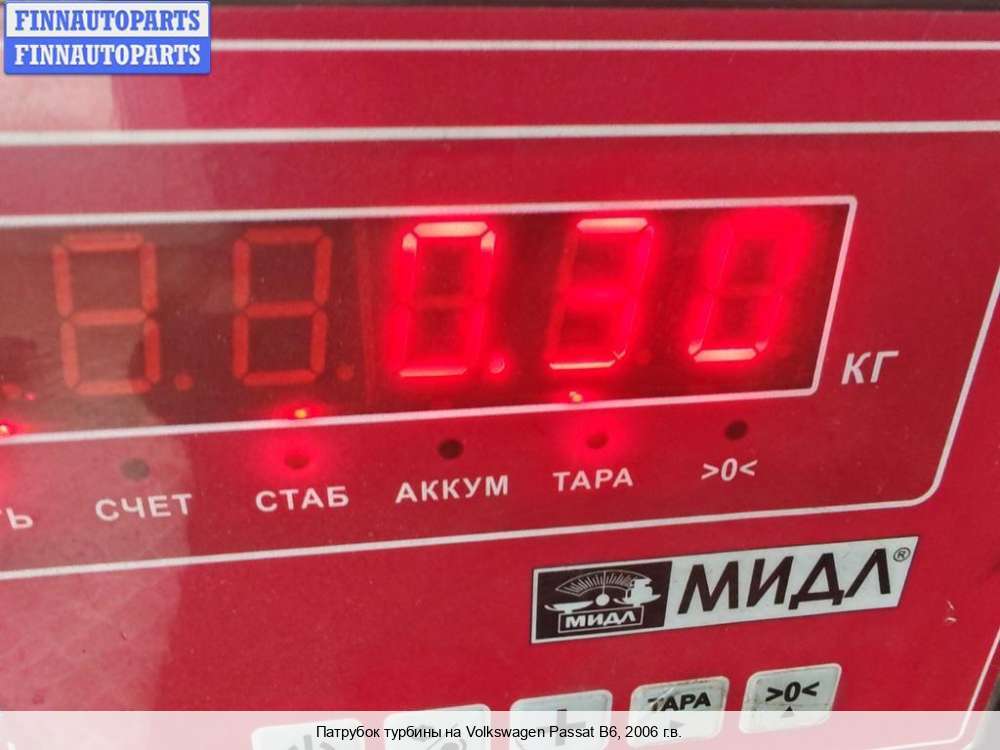 FINNAUTOPARTS
FINNAUTOPARTS
0.30
КГ
СЧЕТ СТАБ АККУМ ТАРА >0<
МИДЛ МИДЛ®
ТАРА >0<
Патрубок турбины на Volkswagen Passat B6, 2006 г.в.